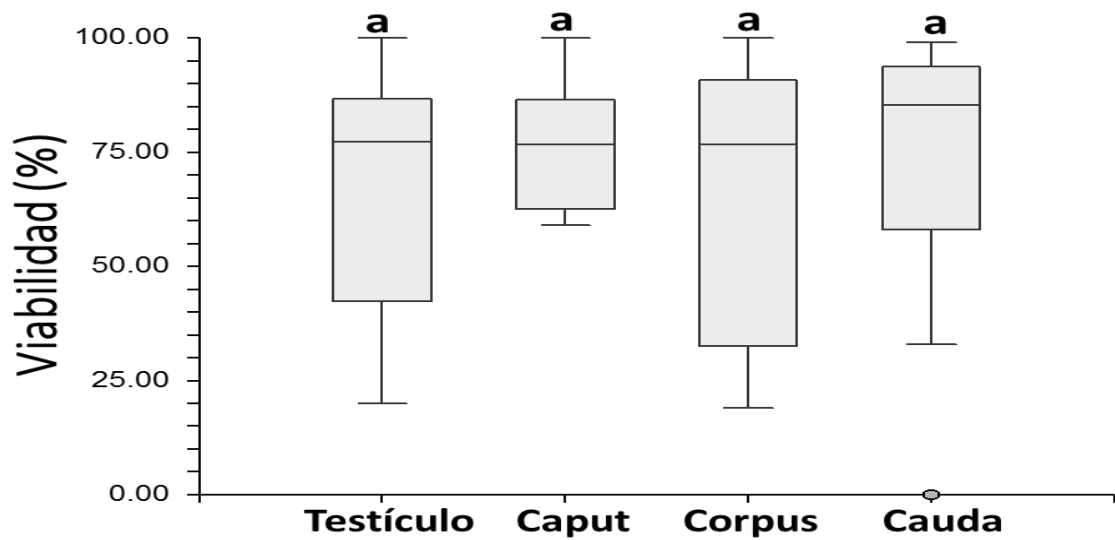 a a a a
100.00
75.00
50.00
25.00
0.00
Viabilidad (%)
Testículo Caput Corpus Cauda